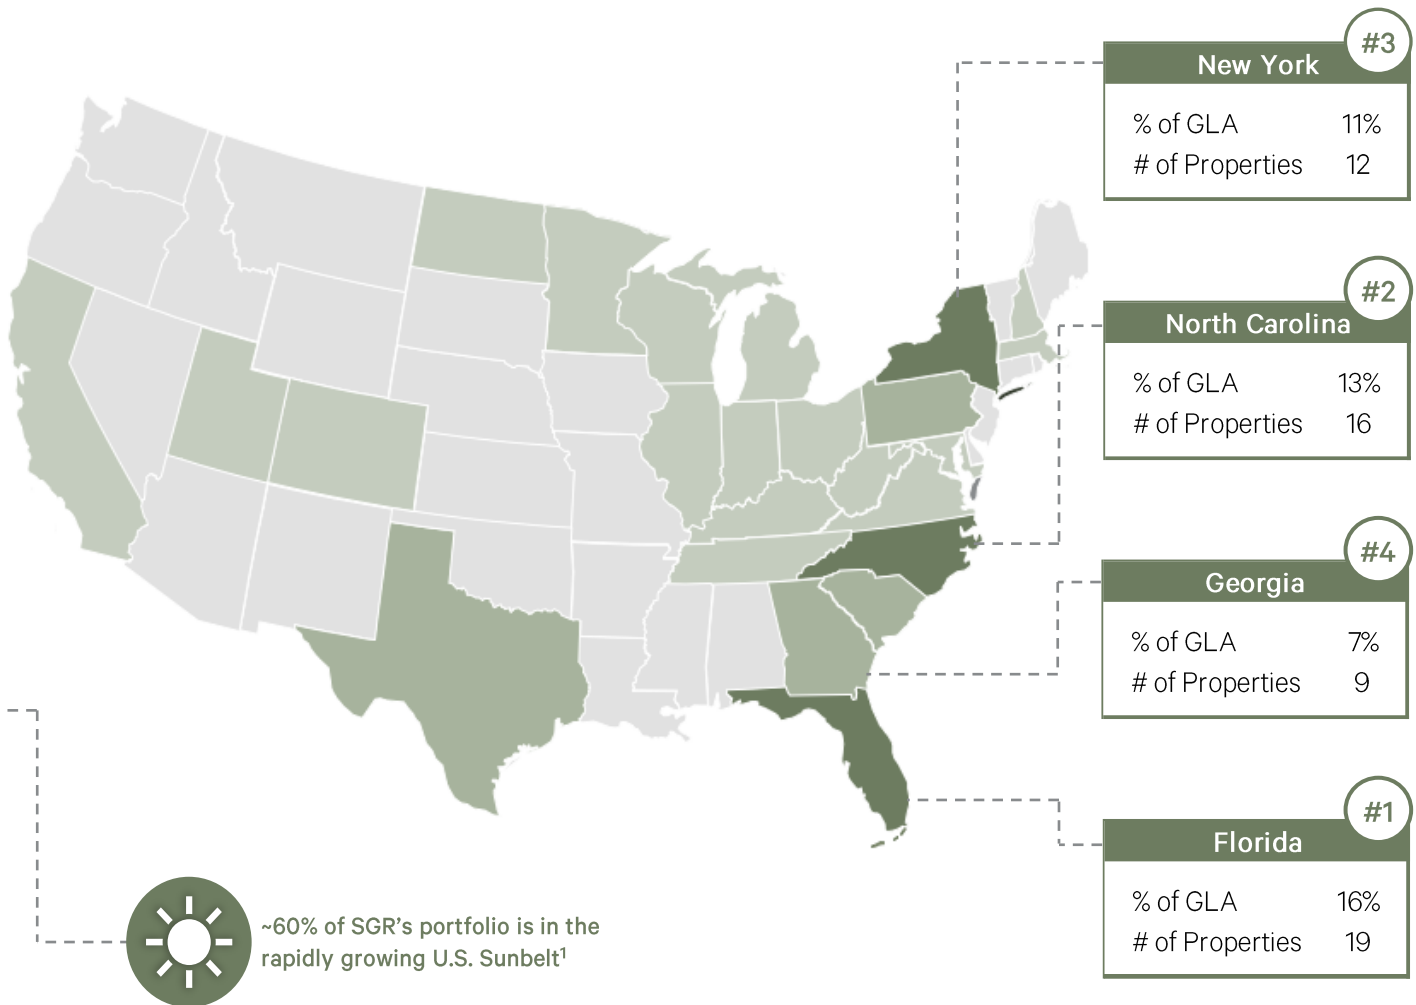 #3
New York
% of GLA 11%
# of Properties 12
#2
North Carolina
% of GLA 13%
# of Properties 16
#4
Georgia
% of GLA 7%
# of Properties 9
#1
Florida
% of GLA 16%
# of Properties 19
~60% of SGR's portfolio is in the
rapidly growing U.S. Sunbelt¹